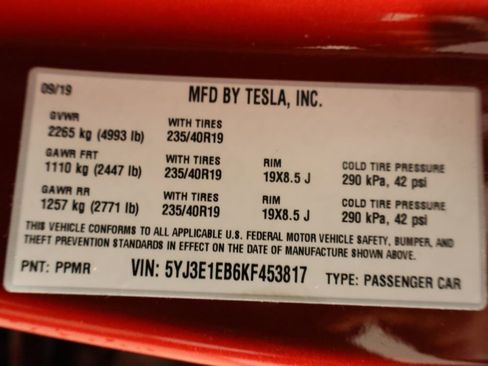 09/19
MFD BY TESLA, INC.
GVWR
2265 kg (4993 lb)
WITH TIRES
235/40R19
GAWR FRT
1110 kg (2447 lb)
WITH TIRES
235/40R19
RIM
19X8.5 J
COLD TIRE PRESSURE
290 kPa, 42 psi
GAWR RR
1257 kg (2771 lb)
WITH TIRES
235/40R19
RIM
19X8.5 J
COLD TIRE PRESSURE
290 kPa, 42 psi
THIS VEHICLE CONFORMS TO ALL APPLICABLE U.S. FEDERAL MOTOR VEHICLE SAFETY, BUMPER, AND
THEFT PREVENTION STANDARDS IN EFFECT ON THE DATE OF MANUFACTURE SHOWN ABOVE.
PNT: PPMR
VIN: 5YJ3E1EB6KF453817
TYPE: PASSENGER CAR